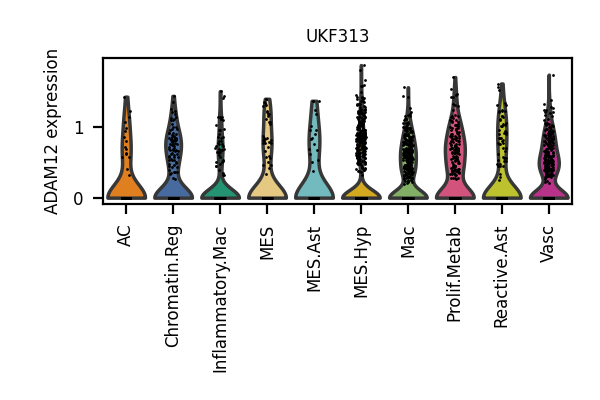 UKF313
ADAM12 expression
1
0
AC
Chromatin.Reg
Inflammatory.Mac
MES
MES.Ast
MES.Hyp
Mac
Prolif.Metab
Reactive.Ast
Vasc